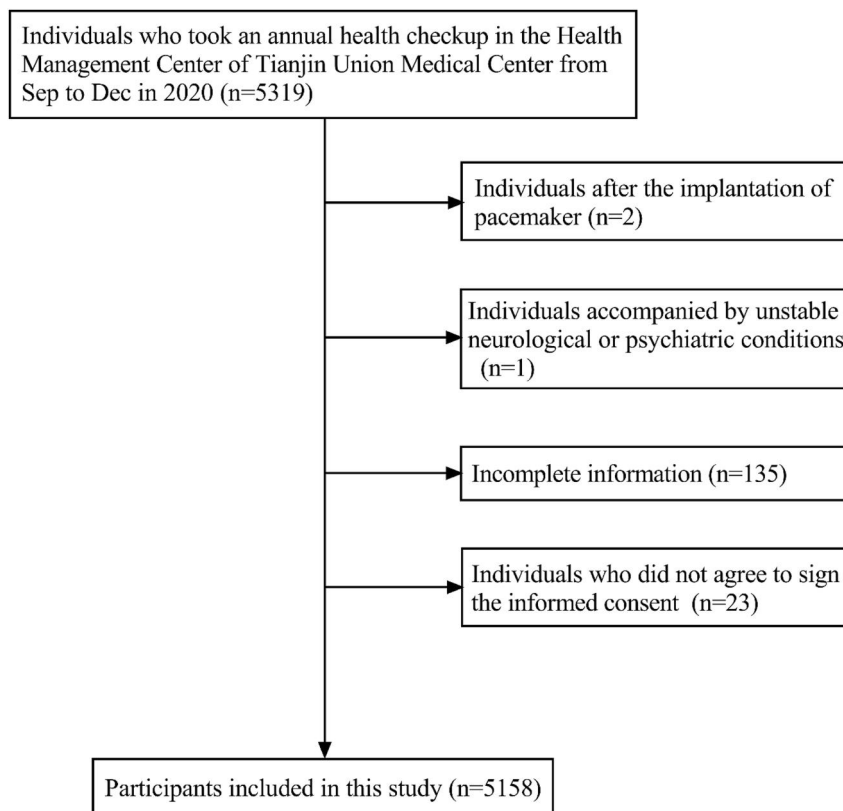 Individuals who took an annual health checkup in the Health
Management Center of Tianjin Union Medical Center from
Sep to Dec in 2020 (n=5319)
Individuals after the implantation of
pacemaker (n=2)
Individuals accompanied by unstable
neurological or psychiatric conditions
(n=1)
Incomplete information (n=135)
Individuals who did not agree to sign
the informed consent (n=23)
Participants included in this study (n=5158)